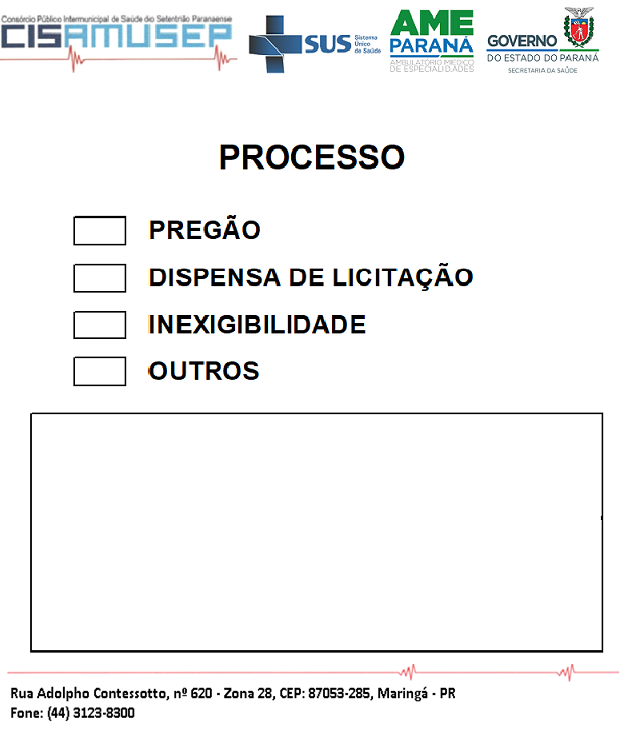 Consórcio Público Intermunicipal de Saúde do Setentrião Paranaense
CISAMUSEP
SUS
Sistema
Único
de Saúde
AME
PARANÁ
AMBULATÓRIO MÉDICO
DE ESPECIALIDADES
GOVERNO
DO ESTADO DO PARANÁ
SECRETARIA DA SAÚDE
PROCESSO
PREGÃO
DISPENSA DE LICITAÇÃO
INEXIGIBILIDADE
OUTROS
Rua Adolpho Contessotto, nº 620 - Zona 28, CEP: 87053-285, Maringá - PR
Fone: (44) 3123-8300